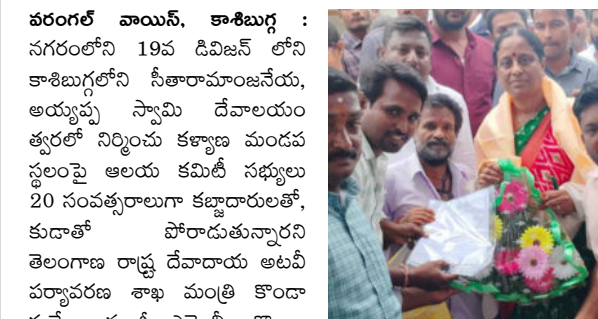 వరంగల్ వాయిస్, కాశిబుగ్గ :
నగరంలోని 19వ డివిజన్ లోని
కాశిబుగ్గలోని సీతారామాంజనేయ,
అయ్యప్ప స్వామి దేవాలయం
త్వరలో నిర్మించు కళ్యాణ మండప
స్థలంపై ఆలయ కమిటీ సభ్యులు
20 సంవత్సరాలుగా కబ్జాదారులతో,
కుడాతో పోరాడుతున్నారని
తెలంగాణ రాష్ట్ర దేవాదాయ అటవీ
పర్యావరణ శాఖ మంత్రి కొండా